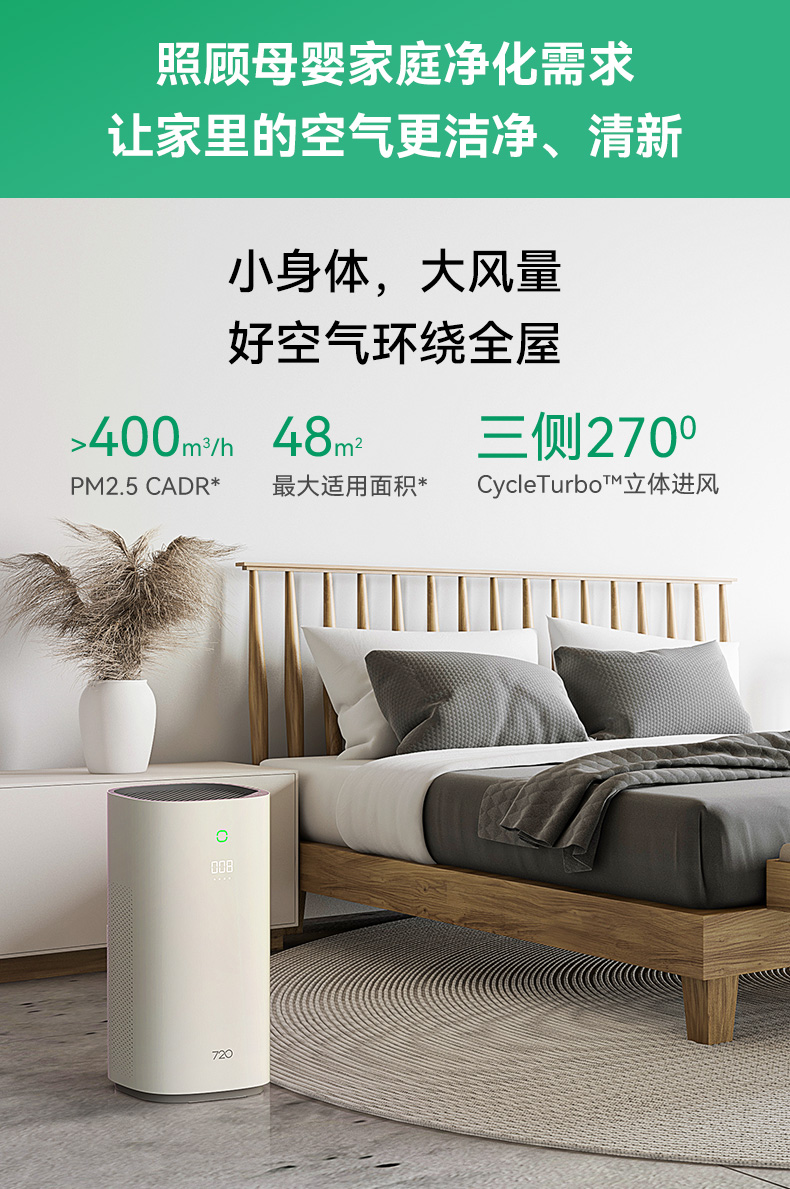 照顾母婴家庭净化需求
让家里的空气更洁净、清新
小身体，大风量
好空气环绕全屋
>400m³/h
PM2.5 CADR*
48m²
最大适用面积*
三侧270⁰
CycleTurbo™立体进风
008
720